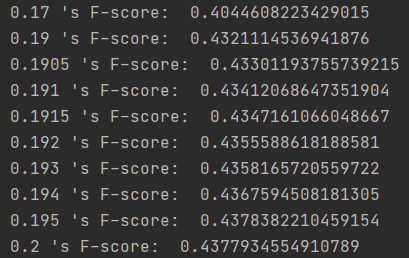 0.17 's F-score:  0.4044608223429015
0.19 's F-score:  0.4321114536941876
0.1905 's F-score:  0.43301193755739215
0.191 's F-score:  0.43412068647351904
0.1915 's F-score:  0.4347161066048667
0.192 's F-score:  0.4355588618188581
0.193 's F-score:  0.4358165720559722
0.194 's F-score:  0.4367594508181305
0.195 's F-score:  0.4378382210459154
0.2 's F-score:  0.4377934554910789